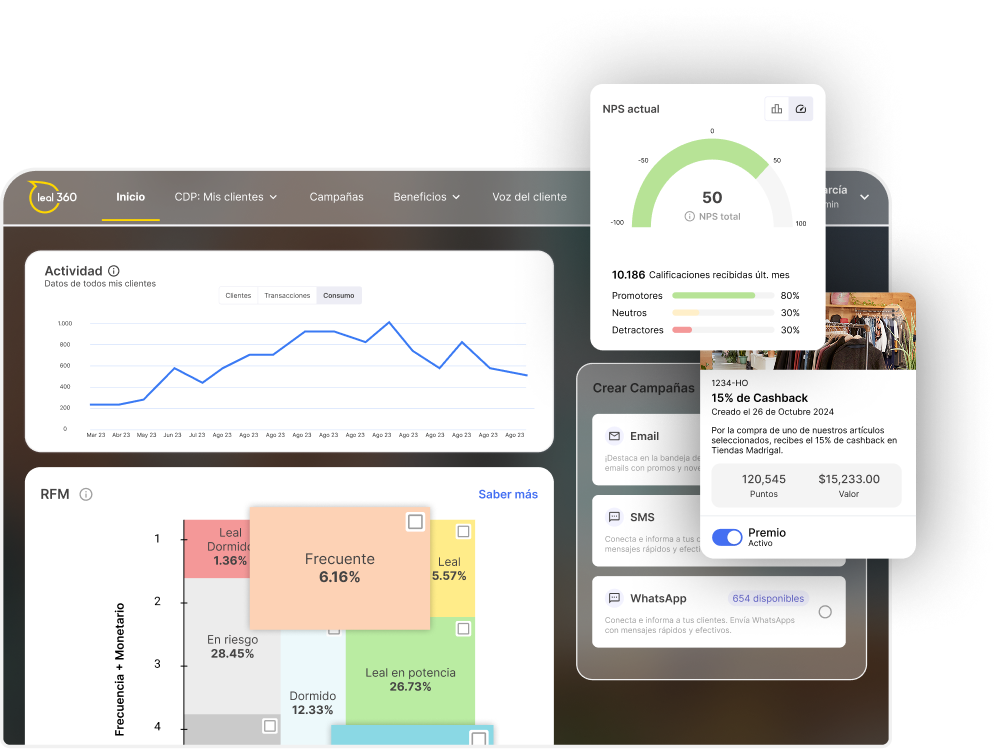 leal 360
Inicio
CDP: Mis clientes
Campañas
Beneficios
Voz del cliente
arcía
min
NPS actual
0
-50
50
-100
100
50
NPS total
10.186 Calificaciones recibidas últ. mes
Promotores 80%
Neutros 30%
Detractores 30%
Actividad
Datos de todos mis clientes
Clientes Transacciones Consumo
1.000
800
600
400
200
0
Mar 23 Abr 23 May 23 Jun 23 Jul 23 Ago 23 Ago 23 Ago 23 Ago 23 Ago 23 Ago 23 Ago 23 Ago 23 Ago 23 Ago 23 Ago 23 Ago 23
RFM
Saber más
Frecuencia + Monetario
1
2
3
4
Leal
Dormido
1.36%
Frecuente
6.16%
Leal
5.57%
En riesgo
28.45%
Dormido
12.33%
Leal en potencia
26.73%
Crear Campañas
Email
¡Destaca en la bandeja de
emails con promos y nove
SMS
Conecta e informa a tus c
mensajes rápidos y efecti
WhatsApp
654 disponibles
Conecta e informa a tus clientes. Envía WhatsApps
con mensajes rápidos y efectivos.
1234-HO
15% de Cashback
Creado el 26 de Octubre 2024
Por la compra de uno de nuestros artículos
seleccionados, recibes el 15% de cashback en
Tiendas Madrigal.
120,545
Puntos
$15,233.00
Valor
Premio
Activo